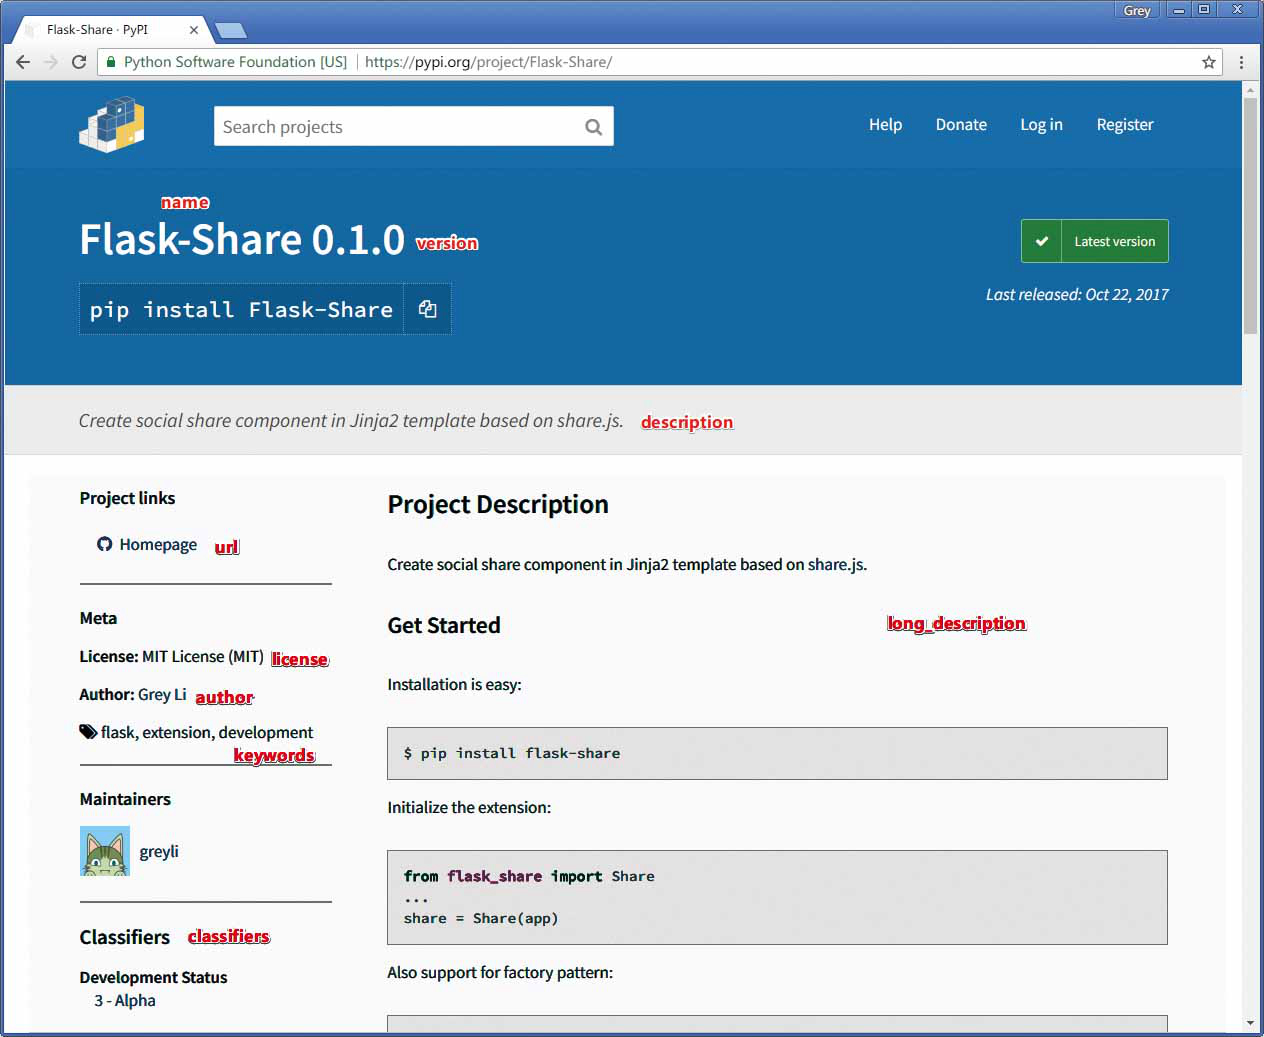 Grey
Flask-Share · PyPI
Python Software Foundation [US] https://pypi.org/project/Flask-Share/
Search projects
Help Donate Log in Register
name
Flask-Share 0.1.0 version
Latest version
pip install Flask-Share
Last released: Oct 22, 2017
Create social share component in Jinja2 template based on share.js. description
Project links
Homepage url
Meta
License: MIT License (MIT) license
Author: Grey Li author
flask, extension, development
keywords
Maintainers
greyli
Classifiers classifiers
Development Status
3 - Alpha
Project Description
Create social share component in Jinja2 template based on share.js.
Get Started
long_description
Installation is easy:
$ pip install flask-share
Initialize the extension:
from flask_share import Share
...
share = Share(app)
Also support for factory pattern: